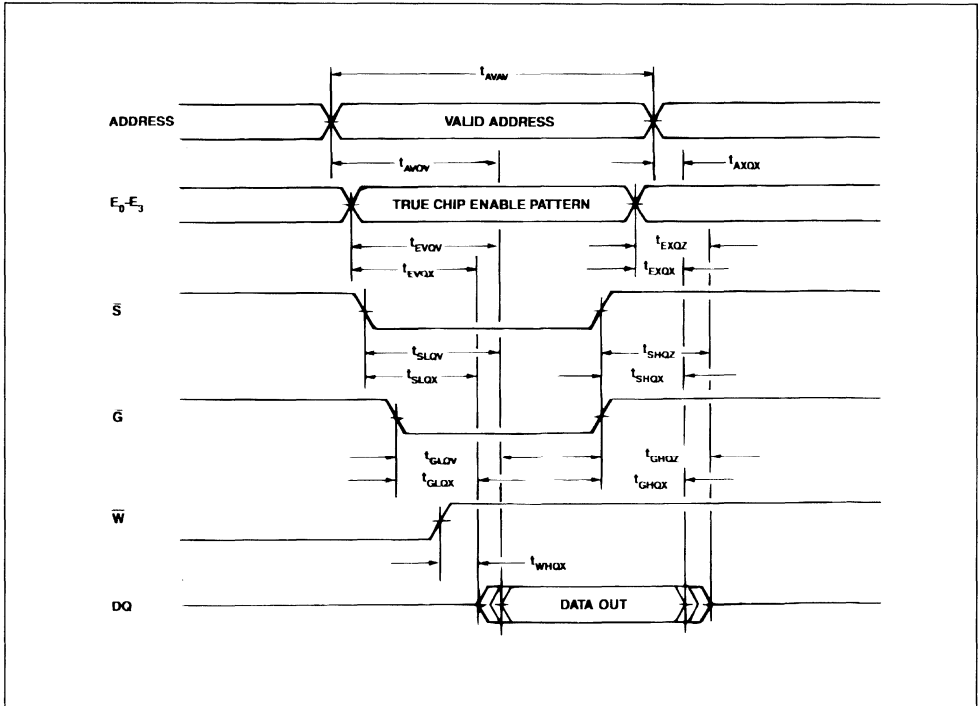 tAVAV
ADDRESS VALID ADDRESS
tAVQV tAXQX
E0-E3 TRUE CHIP ENABLE PATTERN
tEVQV tEXQZ
tEVQX tEXQX
S̄
tSLQV tSHQZ
tSLQX tSHQX
Ḡ
tGLQV tGHQZ
tGLQX tGHQX
W̄
tWHQX
DQ DATA OUT